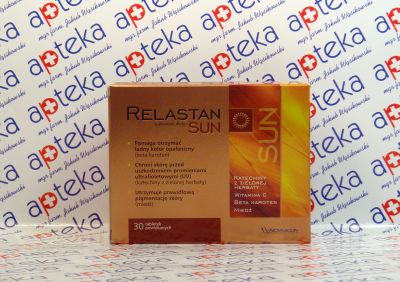 apteka
mgr farm. Jakub Węsikowski
RELASTAN
SUN
suplement diety
Pomaga otrzymać
ładny kolor opalenizny
(beta karoten)
Chroni skórę przed
uszkodzeniem promieniami
ultrafioletowymi (UV)
(katechiny z zielonej herbaty)
Utrzymuje prawidłową
pigmentację skóry
(miedź)
30 tabletek
powlekanych
SUN
KATECHINY
Z ZIELONEJ
HERBATY
WITAMINA C
BETA KAROTEN
MIEDŹ